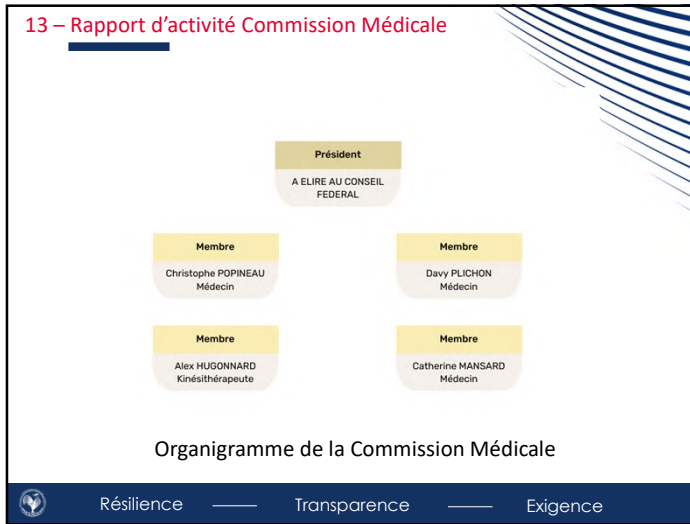 13 – Rapport d’activité Commission Médicale
Président
A ELIRE AU CONSEIL
FEDERAL
Membre
Christophe POPINEAU
Médecin
Membre
Davy PLICHON
Médecin
Membre
Alex HUGONNARD
Kinésithérapeute
Membre
Catherine MANSARD
Médecin
Organigramme de la Commission Médicale
Résilience —— Transparence —— Exigence